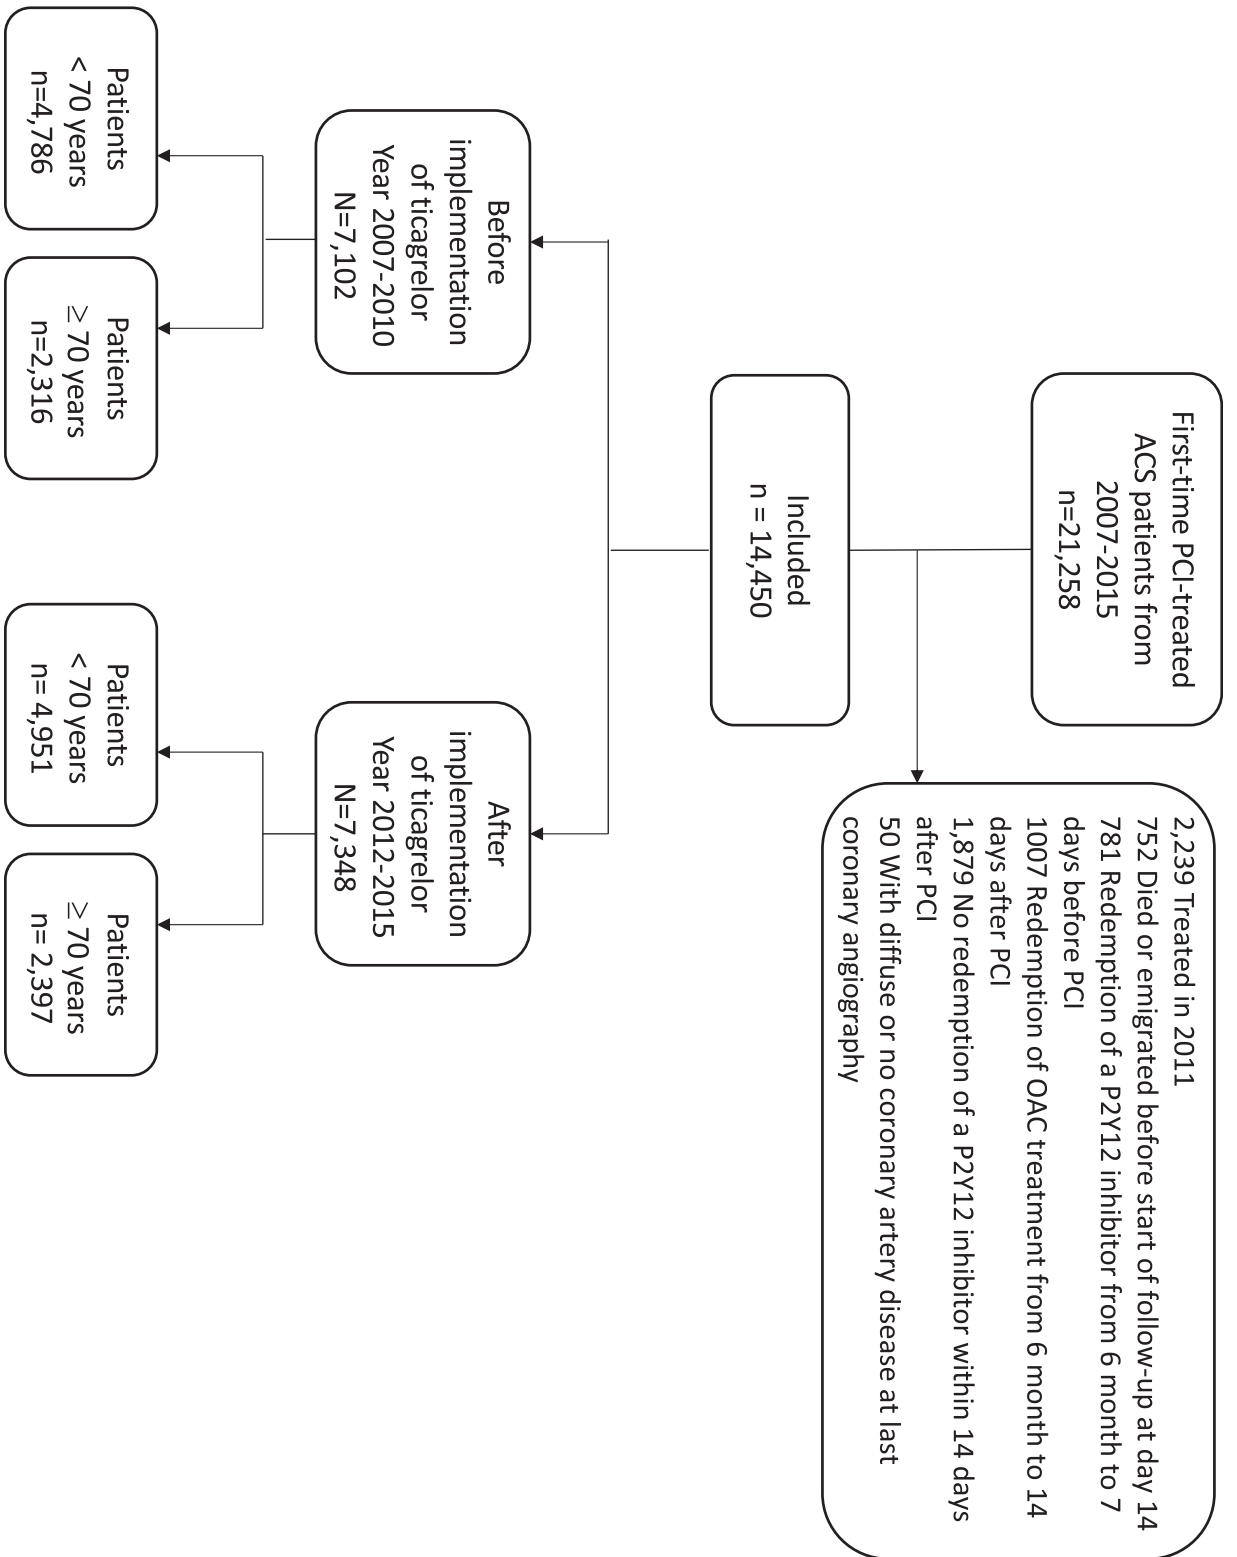 First-time PCI-treated
ACS patients from
2007-2015
n=21,258
2,239 Treated in 2011
752 Died or emigrated before start of follow-up at day 14
781 Redemption of a P2Y12 inhibitor from 6 month to 7
days before PCI
1007 Redemption of OAC treatment from 6 month to 14
days after PCI
1,879 No redemption of a P2Y12 inhibitor within 14 days
after PCI
50 With diffuse or no coronary artery disease at last
coronary angiography
Included
n = 14,450
Before
implementation
of ticagrelor
Year 2007-2010
N=7,102
After
implementation
of ticagrelor
Year 2012-2015
N=7,348
Patients
< 70 years
n=4,786
Patients
≥ 70 years
n=2,316
Patients
< 70 years
n= 4,951
Patients
≥ 70 years
n= 2,397